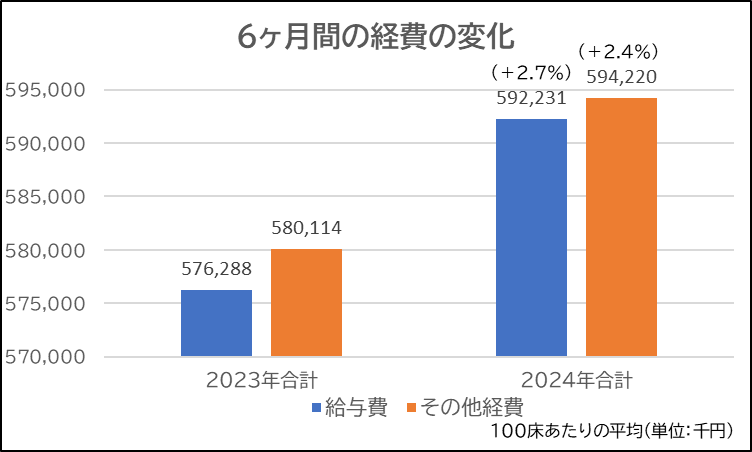 6ヶ月間の経費の変化
（＋2.7%）
（＋2.4%）
592,231
594,220
576,288
580,114
595,000
590,000
585,000
580,000
575,000
570,000
2023年合計
2024年合計
給与費 その他経費
100床あたりの平均（単位：千円）